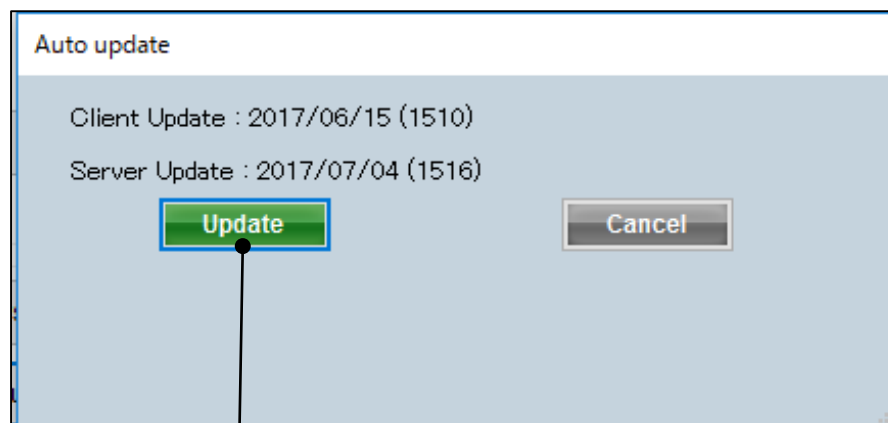 Auto update
Client Update : 2017/06/15 (1510)
Server Update : 2017/07/04 (1516)
Update Cancel